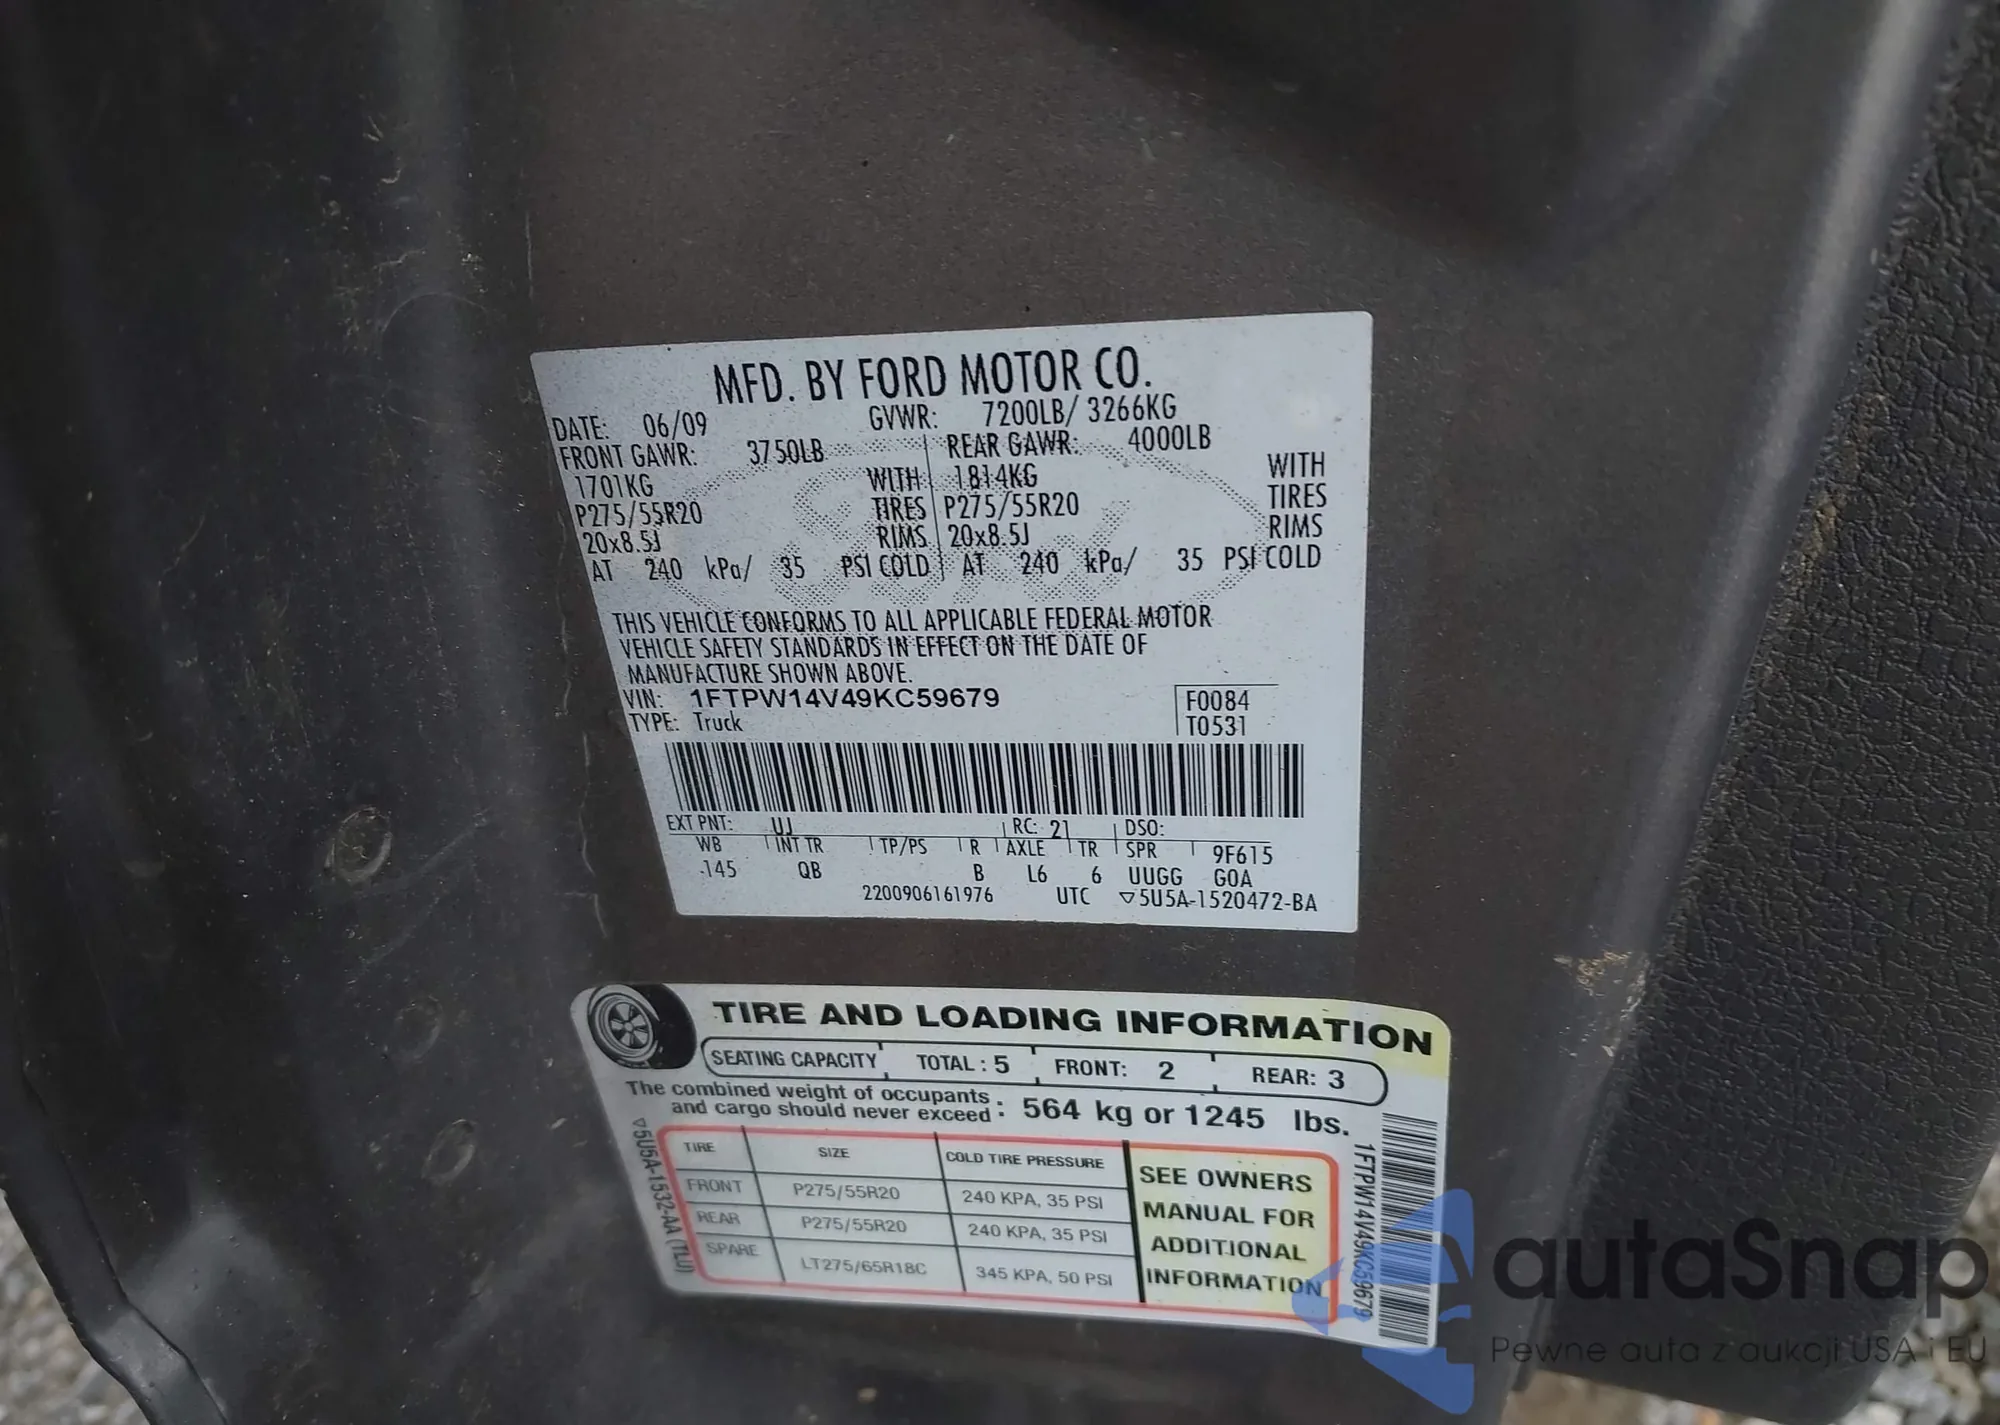 MFD. BY FORD MOTOR CO.
DATE: 06/09 GVWR: 7200LB/ 3266KG
FRONT GAWR: 3750LB REAR GAWR: 4000LB
1701KG WITH 1814KG WITH
P275/55R20 TIRES P275/55R20 TIRES
20x8.5J RIMS 20x8.5J RIMS
AT 240 kPa/ 35 PSI COLD AT 240 kPa/ 35 PSI COLD
THIS VEHICLE CONFORMS TO ALL APPLICABLE FEDERAL MOTOR
VEHICLE SAFETY STANDARDS IN EFFECT ON THE DATE OF
MANUFACTURE SHOWN ABOVE.
VIN: 1FTPW14V49KC59679 F0084
TYPE: Truck T0531
EXT PNT: UJ RC: 21 DSO:
WB INT TR TP/PS R AXLE TR SPR 9F615
145 QB B L6 6 UUGG GOA
2200906161976 UTC ▽5U5A-1520472-BA
TIRE AND LOADING INFORMATION
SEATING CAPACITY TOTAL : 5 FRONT: 2 REAR: 3
The combined weight of occupants
and cargo should never exceed : 564 kg or 1245 lbs.
TIRE SIZE COLD TIRE PRESSURE
FRONT P275/55R20 240 KPA, 35 PSI
REAR P275/55R20 240 KPA, 35 PSI
SPARE LT275/65R18C 345 KPA, 50 PSI
SEE OWNERS
MANUAL FOR
ADDITIONAL
INFORMATION
▽5U5A-1532-AA (TLU)
1FTPW14V49KC59679
autaSnap
Pewne auta z aukcji USA i EU